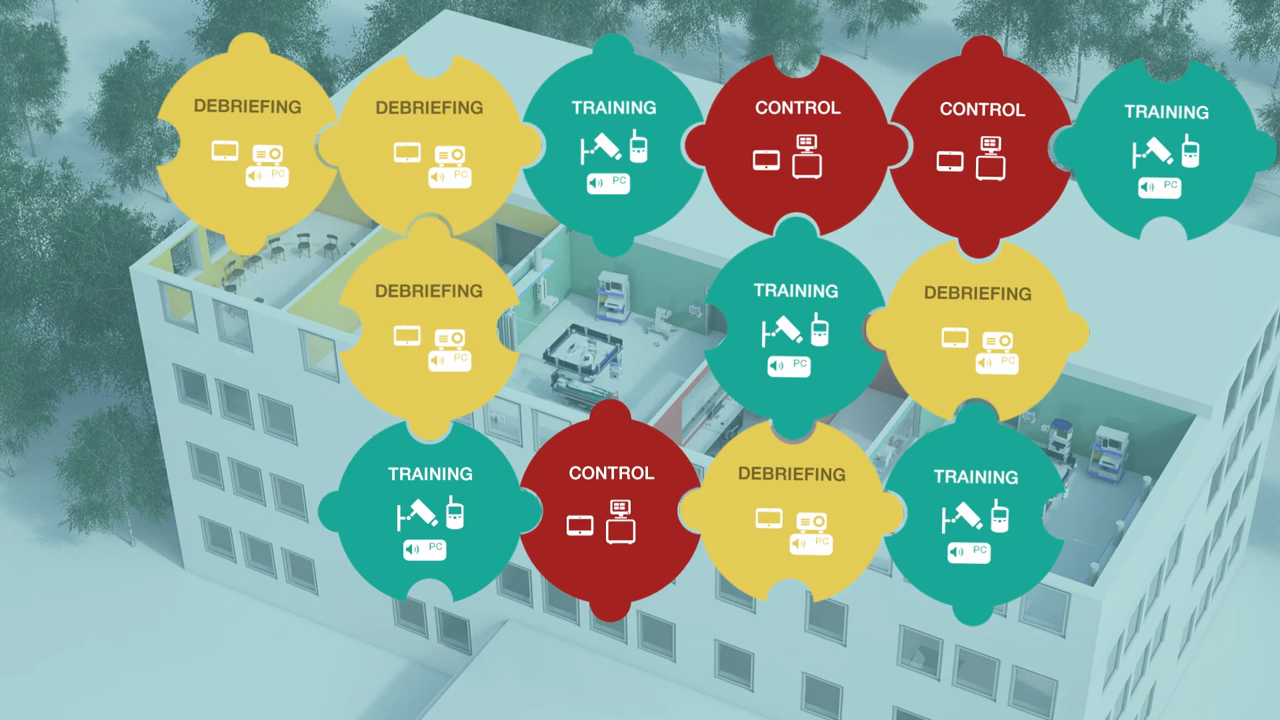 DEBRIEFING
PC
DEBRIEFING
PC
TRAINING
PC
CONTROL
CONTROL
TRAINING
PC
DEBRIEFING
PC
TRAINING
PC
DEBRIEFING
PC
TRAINING
PC
CONTROL
DEBRIEFING
PC
TRAINING
PC